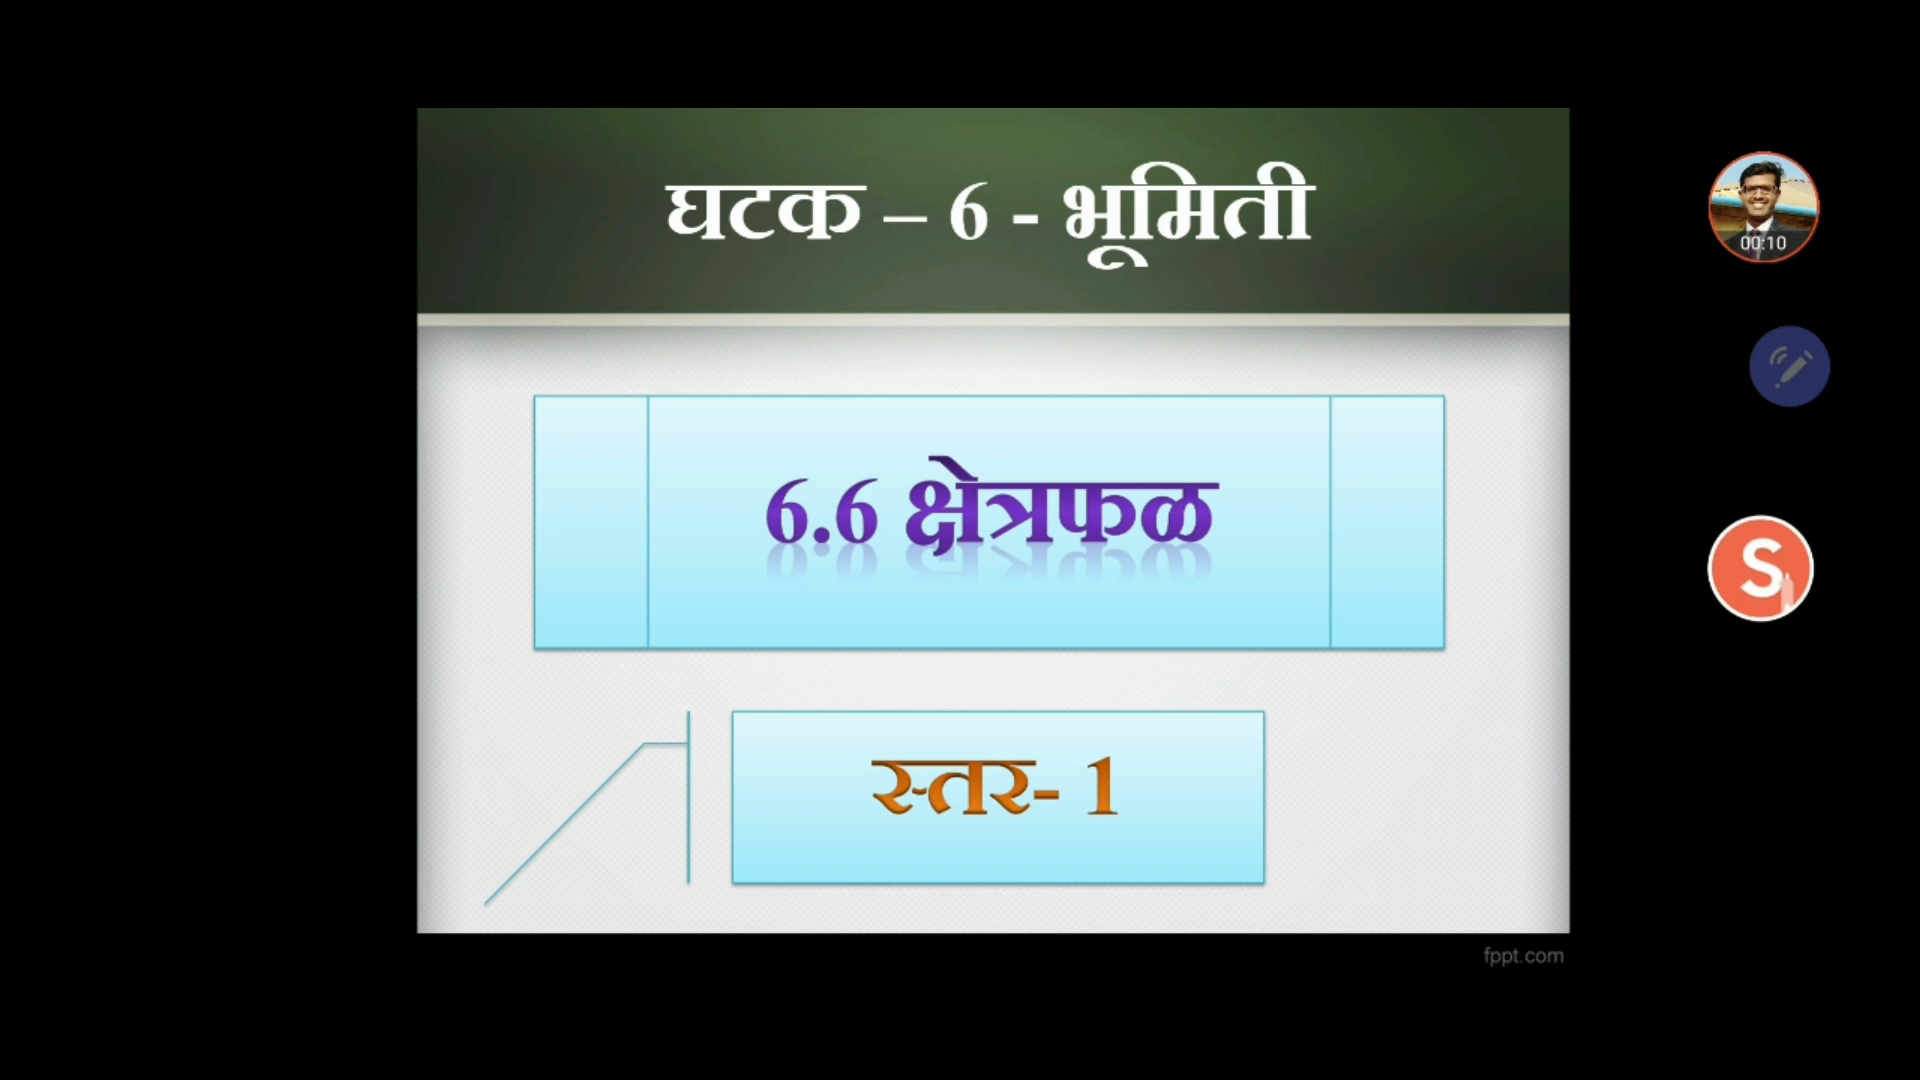 घटक – 6 - भूमिती
00:10
6.6 क्षेत्रफळ
S
स्तर- 1
fppt.com